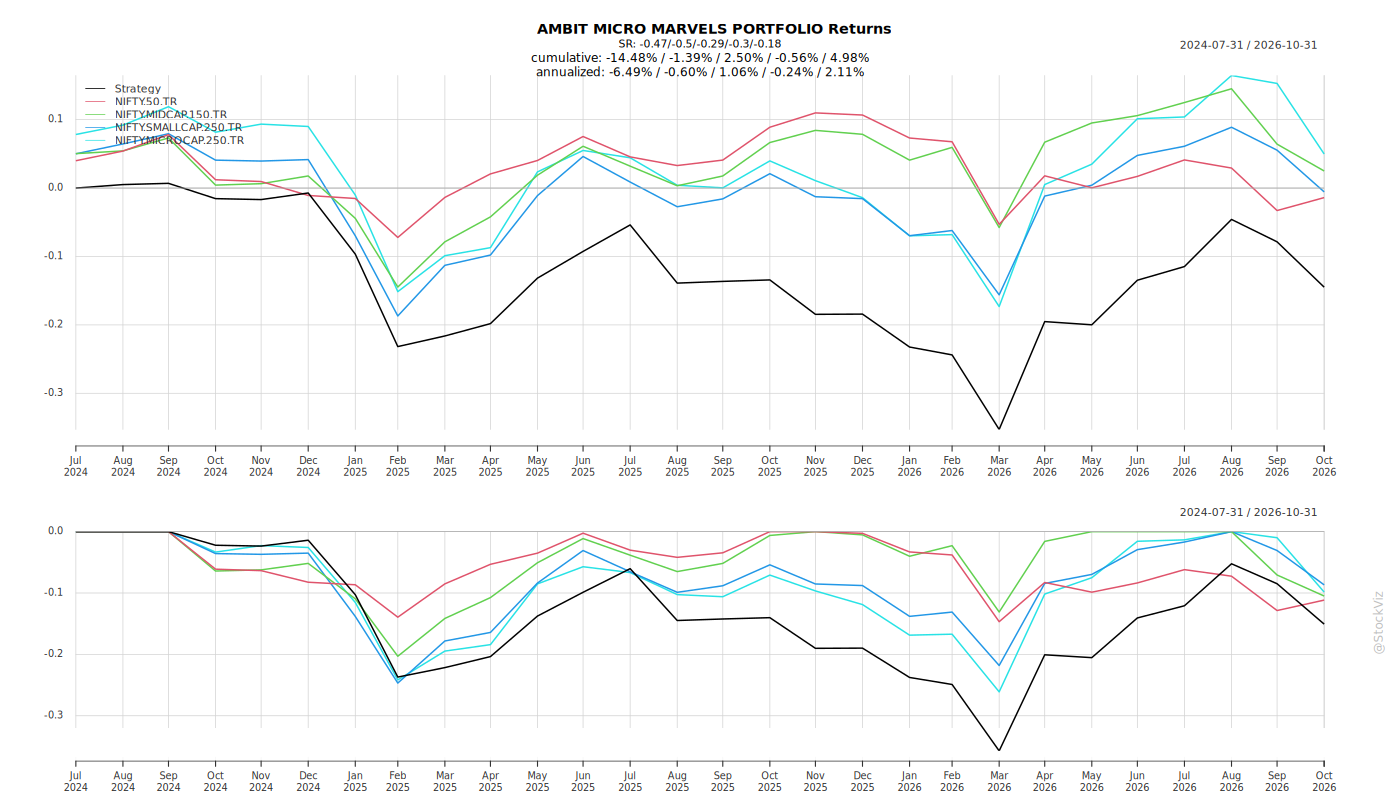 AMBIT MICRO MARVELS PORTFOLIO Returns
SR: -0.47/-0.5/-0.29/-0.3/-0.18
cumulative: -14.48% / -1.39% / 2.50% / -0.56% / 4.98%
annualized: -6.49% / -0.60% / 1.06% / -0.24% / 2.11%
2024-07-31 / 2026-10-31
Strategy
NIFTY.50.TR
NIFTY.MIDCAP.150.TR
NIFTY.SMALLCAP.250.TR
NIFTY.MICROCAP.250.TR
0.1
0.0
-0.1
-0.2
-0.3
Jul Aug Sep Oct Nov Dec Jan Feb Mar Apr May Jun Jul Aug Sep Oct Nov Dec Jan Feb Mar Apr May Jun Jul Aug Sep Oct
2024 2024 2024 2024 2024 2024 2025 2025 2025 2025 2025 2025 2025 2025 2025 2025 2025 2025 2026 2026 2026 2026 2026 2026 2026 2026 2026 2026
2024-07-31 / 2026-10-31
0.0
-0.1
-0.2
-0.3
Jul Aug Sep Oct Nov Dec Jan Feb Mar Apr May Jun Jul Aug Sep Oct Nov Dec Jan Feb Mar Apr May Jun Jul Aug Sep Oct
2024 2024 2024 2024 2024 2024 2025 2025 2025 2025 2025 2025 2025 2025 2025 2025 2025 2025 2026 2026 2026 2026 2026 2026 2026 2026 2026 2026
@StockViz